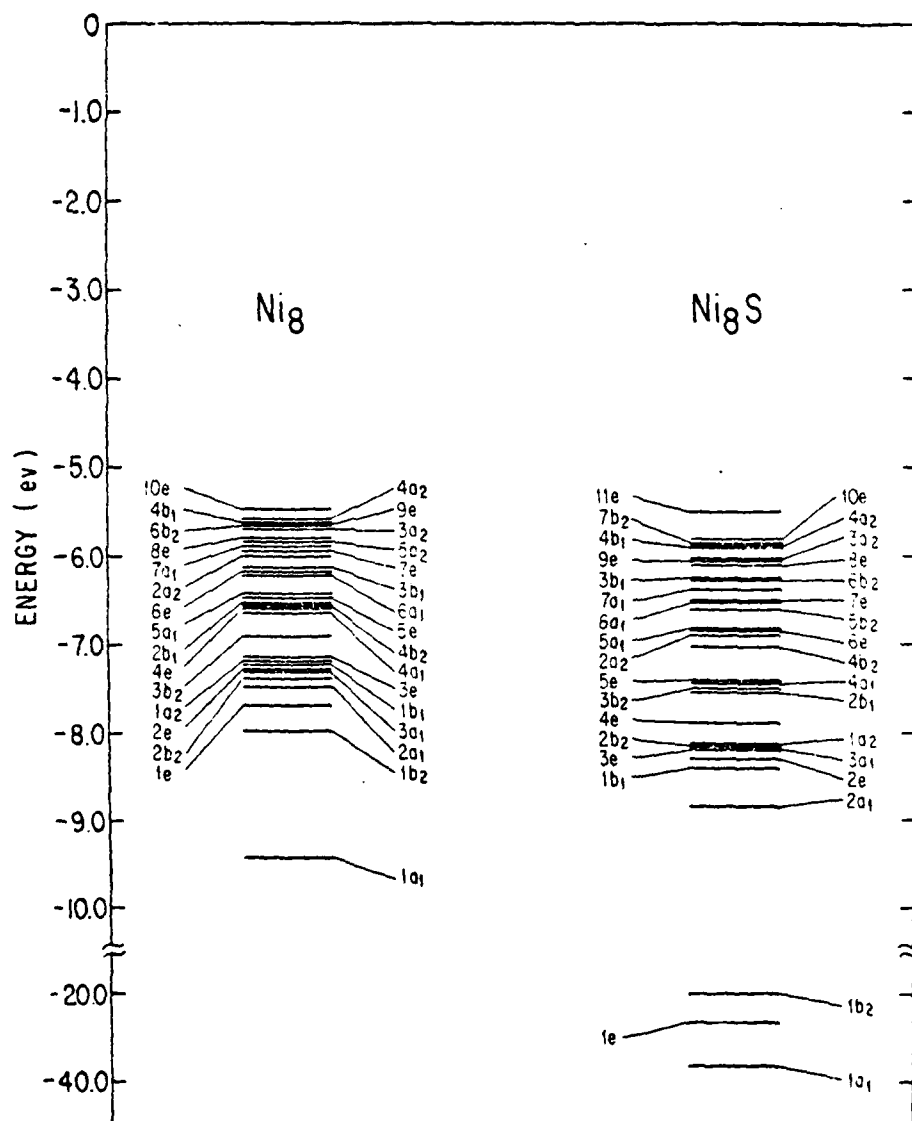 0
-1.0
-2.0
-3.0
-4.0
-5.0
-6.0
-7.0
-8.0
-9.0
-10.0
-20.0
-40.0
ENERGY (ev)
Ni8
10e
4b1
6b2
8e
7a1
2a2
6e
5a1
2b1
4e
3b2
1a2
2e
2b2
1e
4a2
9e
3a2
5b2
7e
3b1
6a1
5e
4b2
4a1
3e
1b1
3a1
2a1
1b2
1a1
Ni8S
11e
7b2
4b1
9e
3b1
7a1
6a1
5a1
2a2
5e
3b2
4e
2b2
3e
1b1
1e
10e
4a2
3a2
8e
6b2
7e
5b2
6e
4b2
4a1
2b1
1a2
3a1
2e
2a1
1b2
1a1